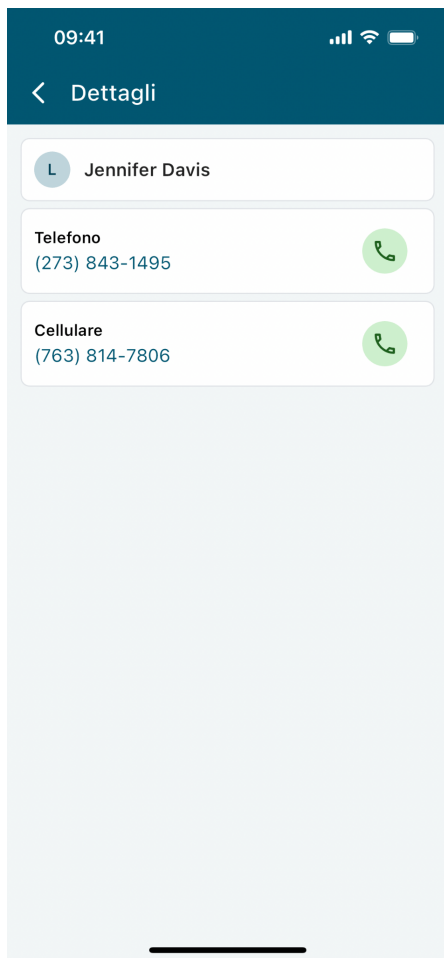 09:41
Dettagli
L
Jennifer Davis
Telefono
(273) 843-1495
Cellulare
(763) 814-7806